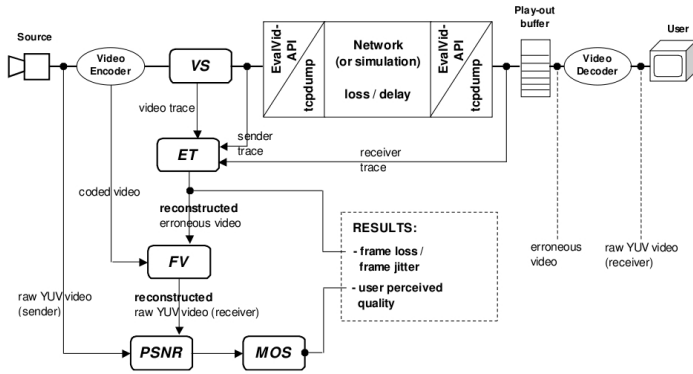 Source
Video
Encoder
VS
EvalVid-
API
tcpdump
Network
(or simulation)
loss / delay
EvalVid-
API
tcpdump
Play-out
buffer
Video
Decoder
User
video trace
sender
trace
ET
receiver
trace
coded video
reconstructed
erroneous video
FV
RESULTS:
- frame loss /
frame jitter
- user perceived
quality
erroneous
video
raw YUV video
(receiver)
raw YUV video
(sender)
reconstructed
raw YUV video (receiver)
PSNR
MOS